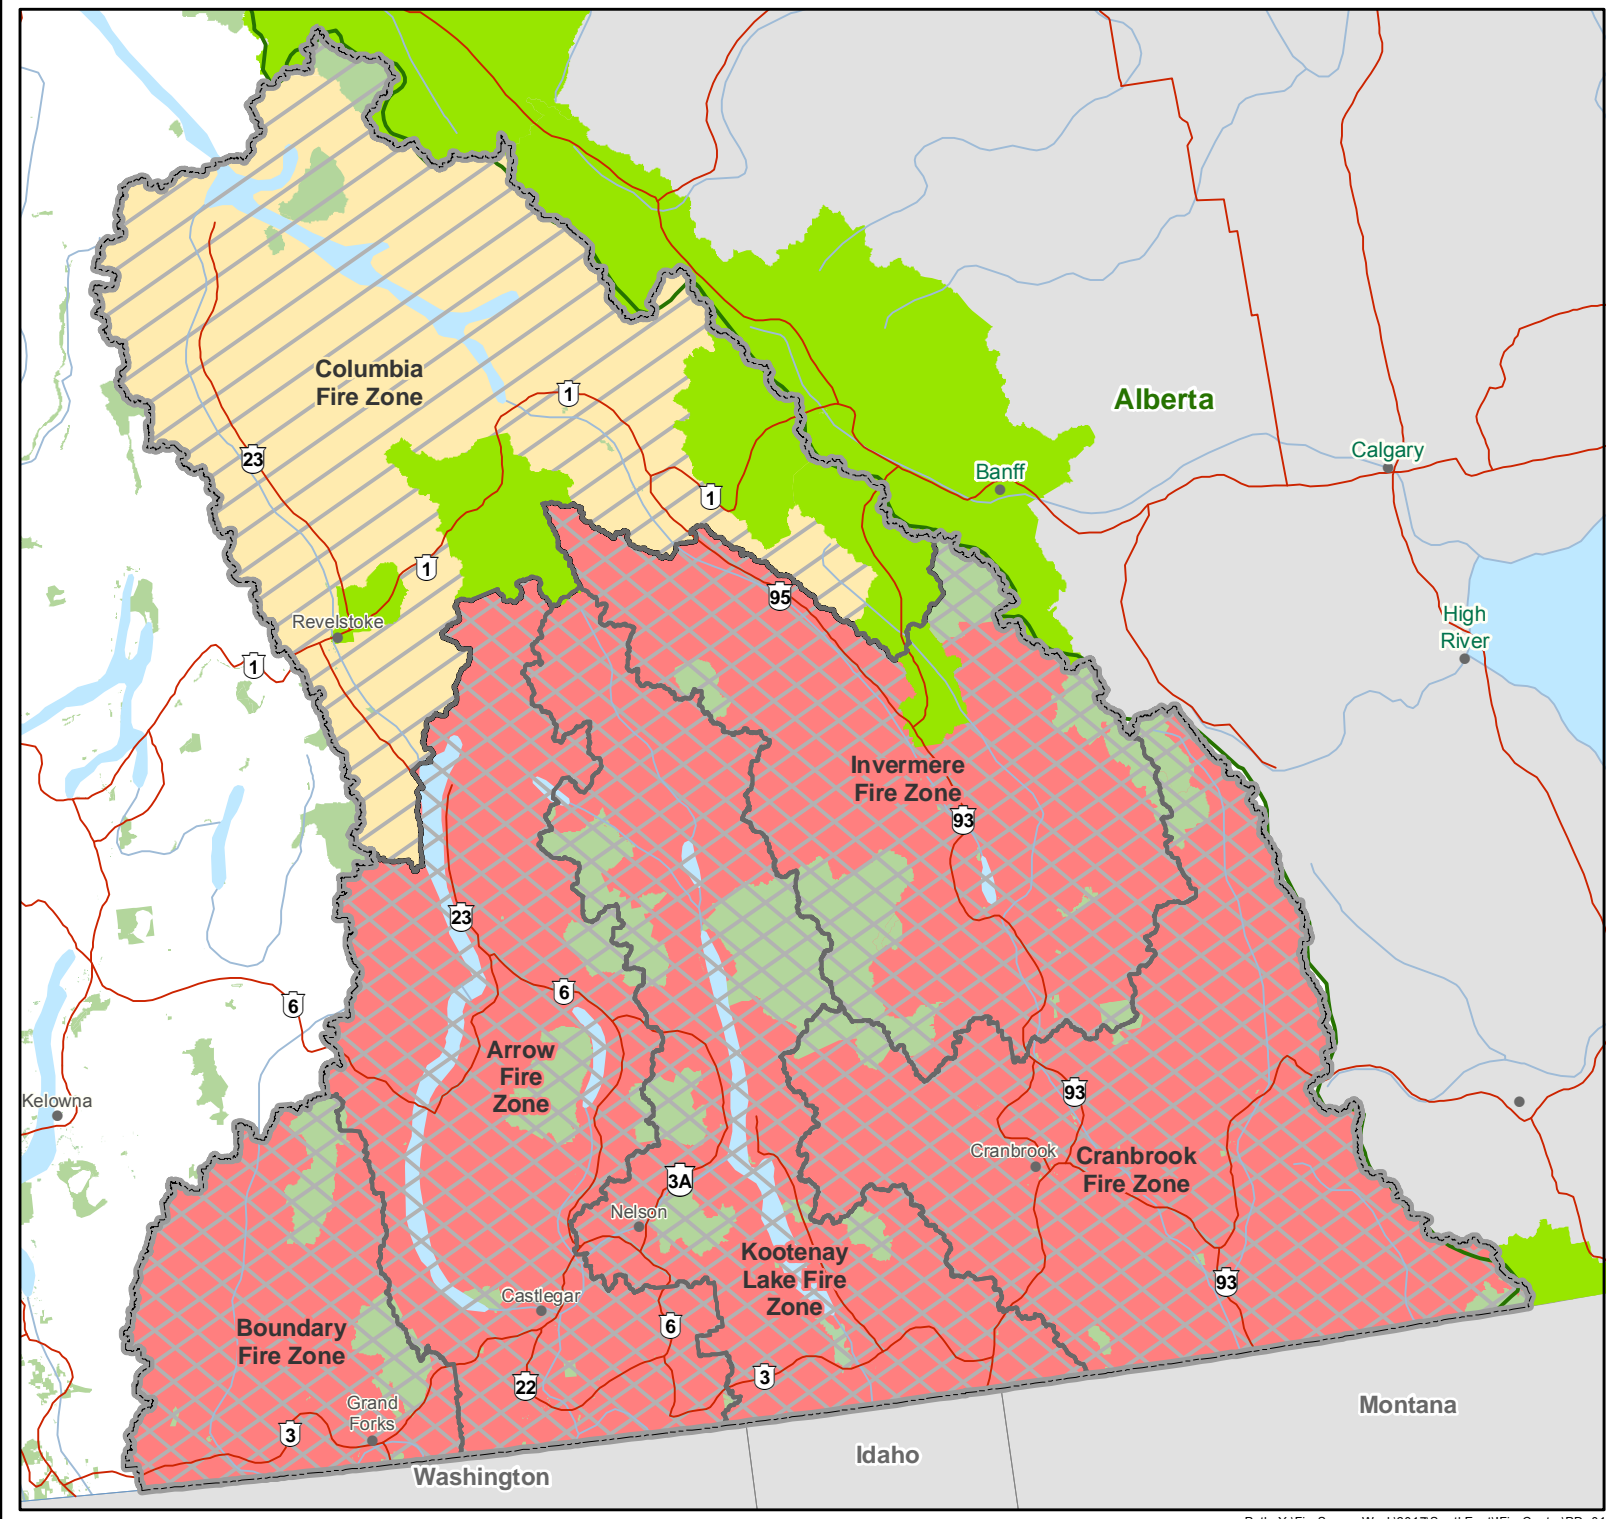 Columbia
Fire Zone
1
Alberta
23
Calgary
Banff
1
1
95
High
River
Revelstoke
1
Invermere
Fire Zone
93
23
6
6
Arrow
Fire
Zone
93
Kelowna
Cranbrook
Cranbrook
Fire Zone
3A
Nelson
Kootenay
Lake Fire
Zone
93
Castlegar
Boundary
Fire Zone
6
3
22
Grand
Forks
3
Montana
Idaho
Washington